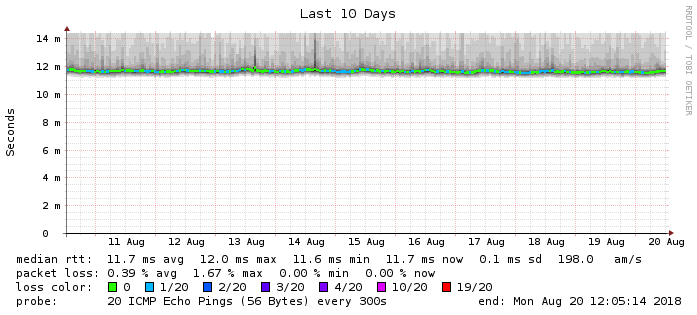 Last 10 Days
RRDTOOL / TOBI OETIKER
Seconds
14 m
12 m
10 m
8 m
6 m
4 m
2 m
0
11 Aug 12 Aug 13 Aug 14 Aug 15 Aug 16 Aug 17 Aug 18 Aug 19 Aug 20 Aug
median rtt: 11.7 ms avg 12.0 ms max 11.6 ms min 11.7 ms now 0.1 ms sd 198.0 am/s
packet loss: 0.39 % avg 1.67 % max 0.00 % min 0.00 % now
loss color: 0 1/20 2/20 3/20 4/20 10/20 19/20
probe: 20 ICMP Echo Pings (56 Bytes) every 300s end: Mon Aug 20 12:05:14 2018